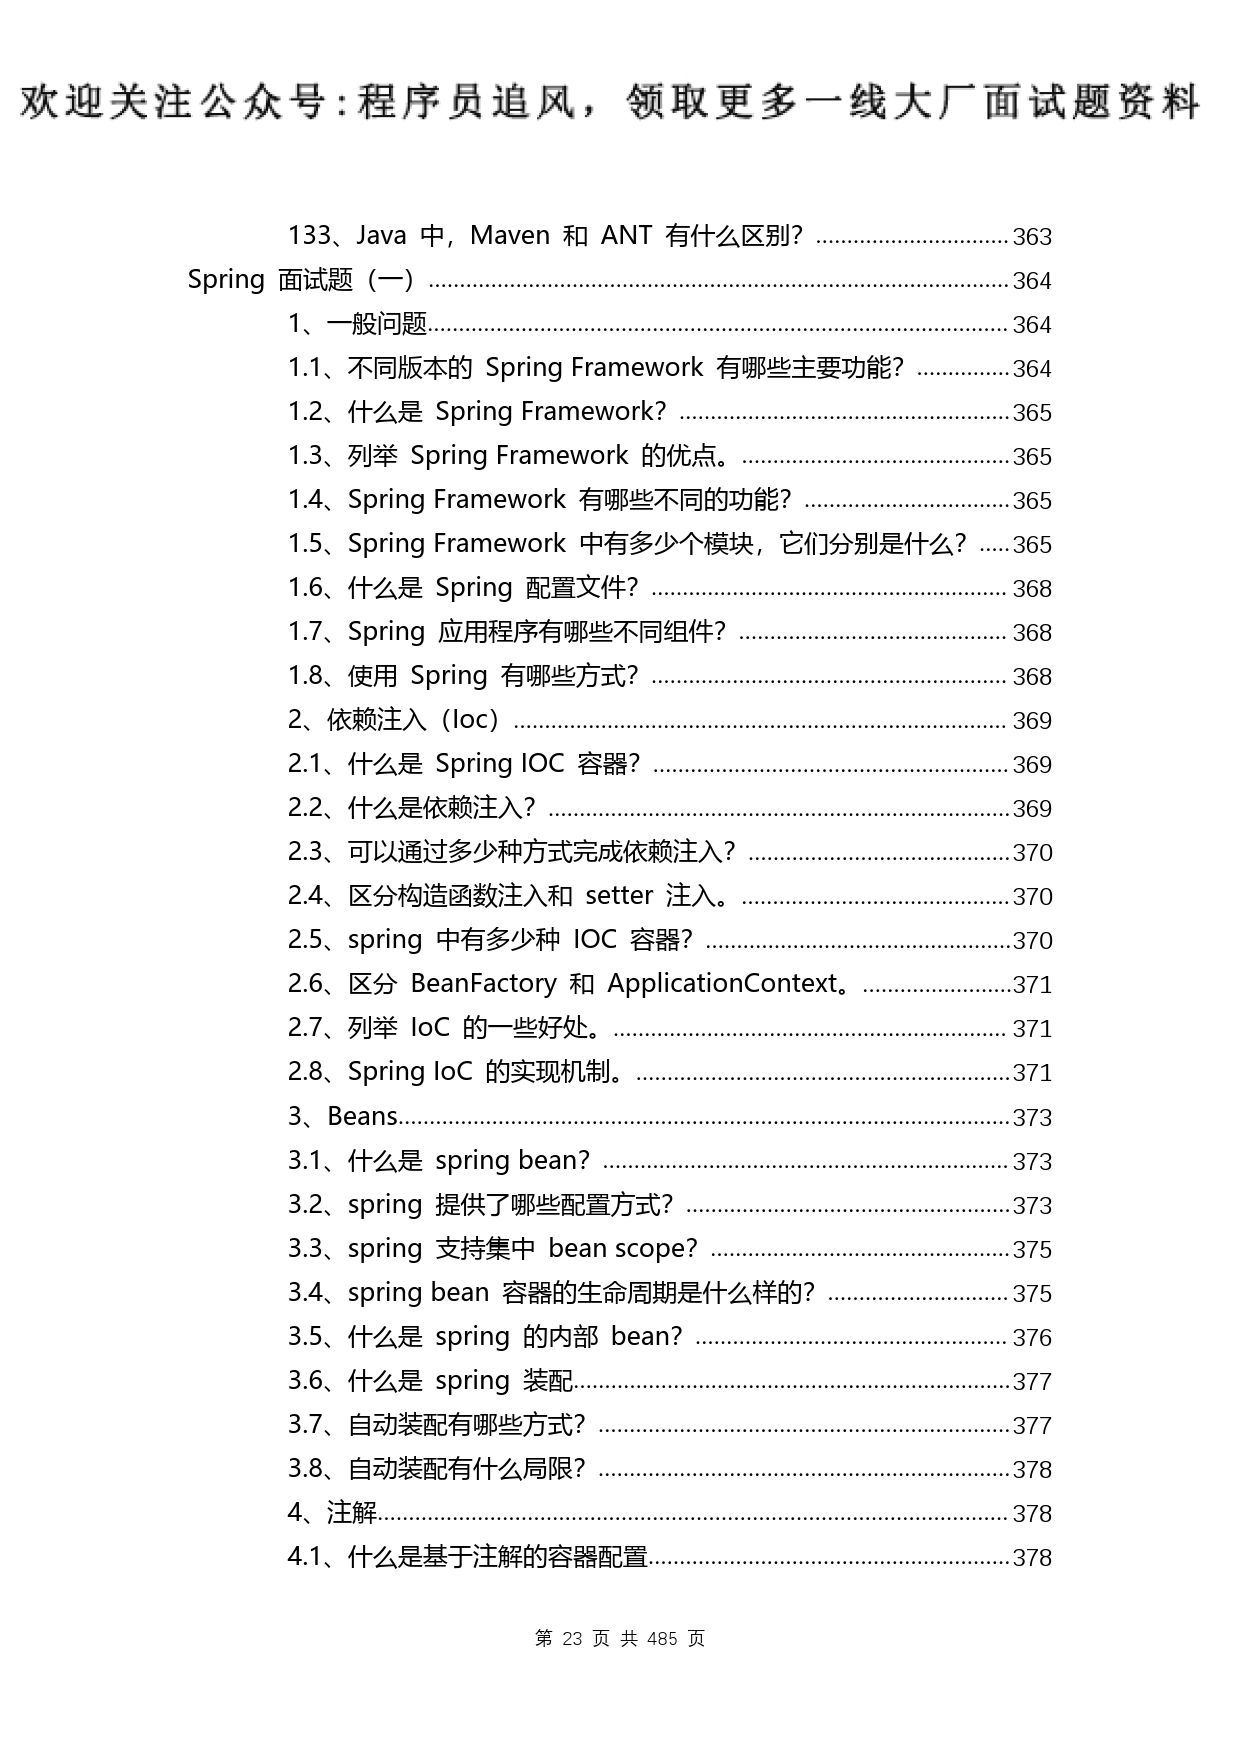 欢迎关注公众号:程序员追风，领取更多一线大厂面试题资料
133、Java 中，Maven 和 ANT 有什么区别？................................363
Spring 面试题（一）................................364
1、一般问题................................364
1.1、不同版本的 Spring Framework 有哪些主要功能？...............364
1.2、什么是 Spring Framework？................................365
1.3、列举 Spring Framework 的优点。................................365
1.4、Spring Framework 有哪些不同的功能？................................365
1.5、Spring Framework 中有多少个模块，它们分别是什么？.....365
1.6、什么是 Spring 配置文件？................................368
1.7、Spring 应用程序有哪些不同组件？................................368
1.8、使用 Spring 有哪些方式？................................368
2、依赖注入（Ioc）................................369
2.1、什么是 Spring IOC 容器？................................369
2.2、什么是依赖注入？................................369
2.3、可以通过多少种方式完成依赖注入？................................370
2.4、区分构造函数注入和 setter 注入。................................370
2.5、spring 中有多少种 IOC 容器？................................370
2.6、区分 BeanFactory 和 ApplicationContext。........................371
2.7、列举 IoC 的一些好处。................................371
2.8、Spring IoC 的实现机制。................................371
3、Beans................................373
3.1、什么是 spring bean？................................373
3.2、spring 提供了哪些配置方式？................................373
3.3、spring 支持集中 bean scope？................................375
3.4、spring bean 容器的生命周期是什么样的？.............................375
3.5、什么是 spring 的内部 bean？................................376
3.6、什么是 spring 装配................................377
3.7、自动装配有哪些方式？................................377
3.8、自动装配有什么局限？................................378
4、注解................................378
4.1、什么是基于注解的容器配置................................378
第 23 页 共 485 页